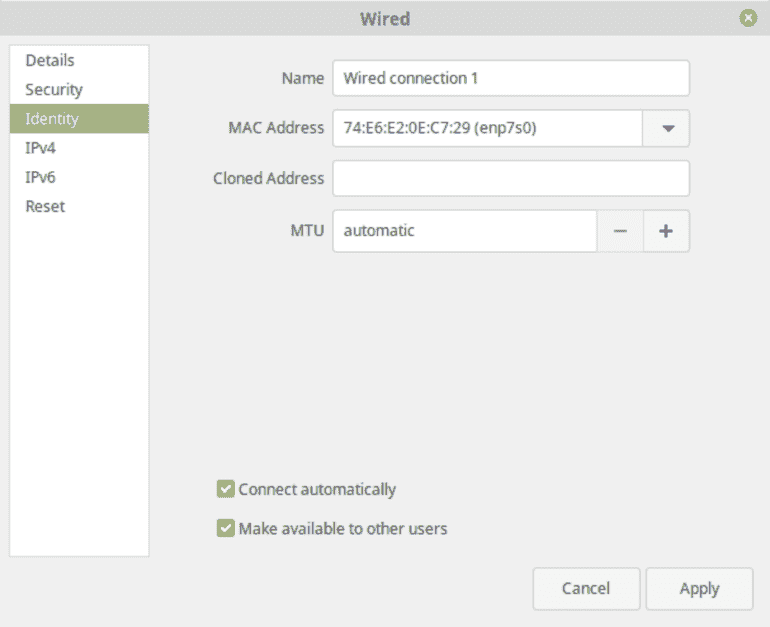 Wired
Details
Security
Identity
IPv4
IPv6
Reset
Name Wired connection 1
MAC Address 74:E6:E2:0E:C7:29 (enp7s0)
Cloned Address
MTU automatic
Connect automatically
Make available to other users
Cancel Apply